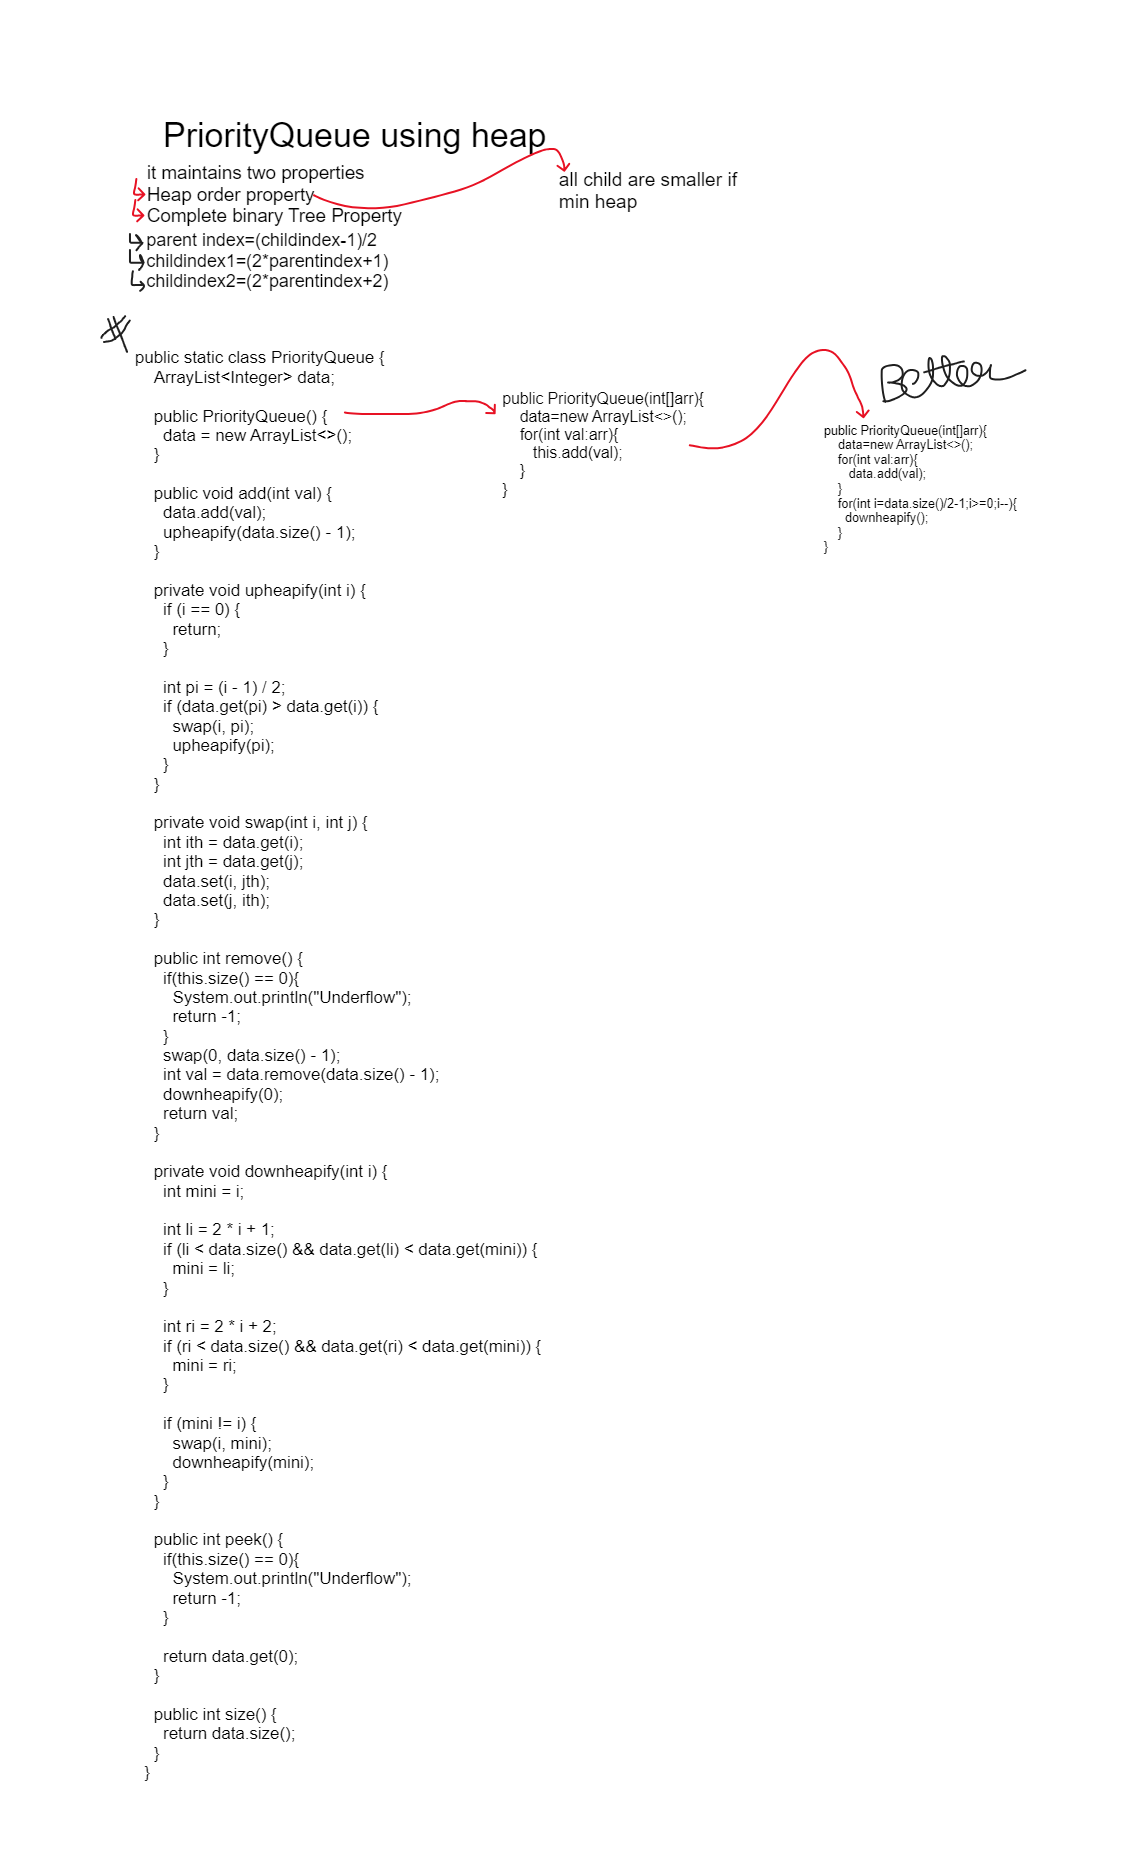 PriorityQueue using heap
it maintains two properties
Heap order property
Complete binary Tree Property
all child are smaller if
min heap
parent index=(childindex-1)/2
childindex1=(2*parentindex+1)
childindex2=(2*parentindex+2)
#
public static class PriorityQueue {
ArrayList<Integer> data;
public PriorityQueue() {
data = new ArrayList<>();
}
public void add(int val) {
data.add(val);
upheapify(data.size() - 1);
}
private void upheapify(int i) {
if (i == 0) {
return;
}
int pi = (i - 1) / 2;
if (data.get(pi) > data.get(i)) {
swap(i, pi);
upheapify(pi);
}
}
private void swap(int i, int j) {
int ith = data.get(i);
int jth = data.get(j);
data.set(i, jth);
data.set(j, ith);
}
public int remove() {
if(this.size() == 0){
System.out.println("Underflow");
return -1;
}
swap(0, data.size() - 1);
int val = data.remove(data.size() - 1);
downheapify(0);
return val;
}
private void downheapify(int i) {
int mini = i;
int li = 2 * i + 1;
if (li < data.size() && data.get(li) < data.get(mini)) {
mini = li;
}
int ri = 2 * i + 2;
if (ri < data.size() && data.get(ri) < data.get(mini)) {
mini = ri;
}
if (mini != i) {
swap(i, mini);
downheapify(mini);
}
}
public int peek() {
if(this.size() == 0){
System.out.println("Underflow");
return -1;
}
return data.get(0);
}
public int size() {
return data.size();
}
}
public PriorityQueue(int[]arr){
data=new ArrayList<>();
for(int val:arr){
this.add(val);
}
}
Better
public PriorityQueue(int[]arr){
data=new ArrayList<>();
for(int val:arr){
data.add(val);
}
for(int i=data.size()/2-1;i>=0;i--){
downheapify();
}
}